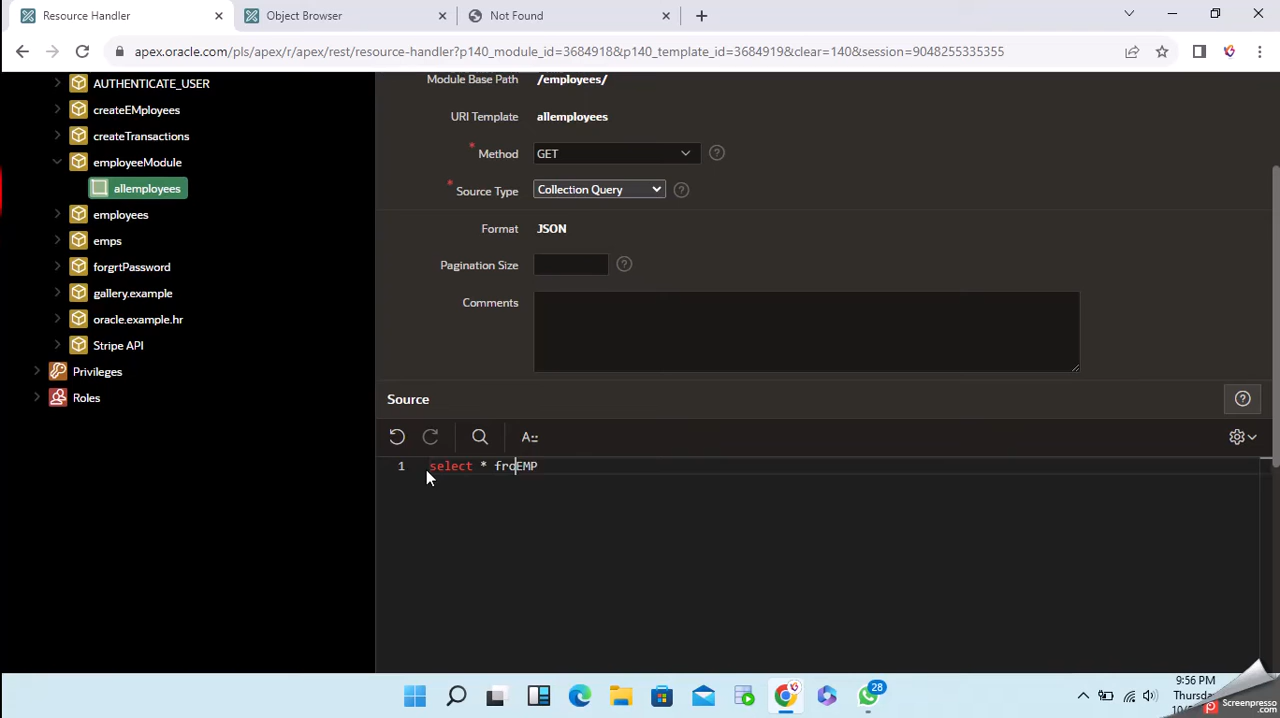 Resource Handler
Object Browser
Not Found
apex.oracle.com/pls/apex/r/apex/rest/resource-handler?p140_module_id=3684918&p140_template_id=3684919&clear=140&session=9048255335355
AUTHENTICATE_USER
createEMployees
createTransactions
employeeModule
allemployees
employees
emps
forgrtPassword
gallery.example
oracle.example.hr
Stripe API
Privileges
Roles
Module Base Path /employees/
URI Template allemployees
* Method GET
* Source Type Collection Query
Format JSON
Pagination Size
Comments
Source
A::
1 select * froEMP
28
9:56 PM
Thursday
Screenpresso
.com